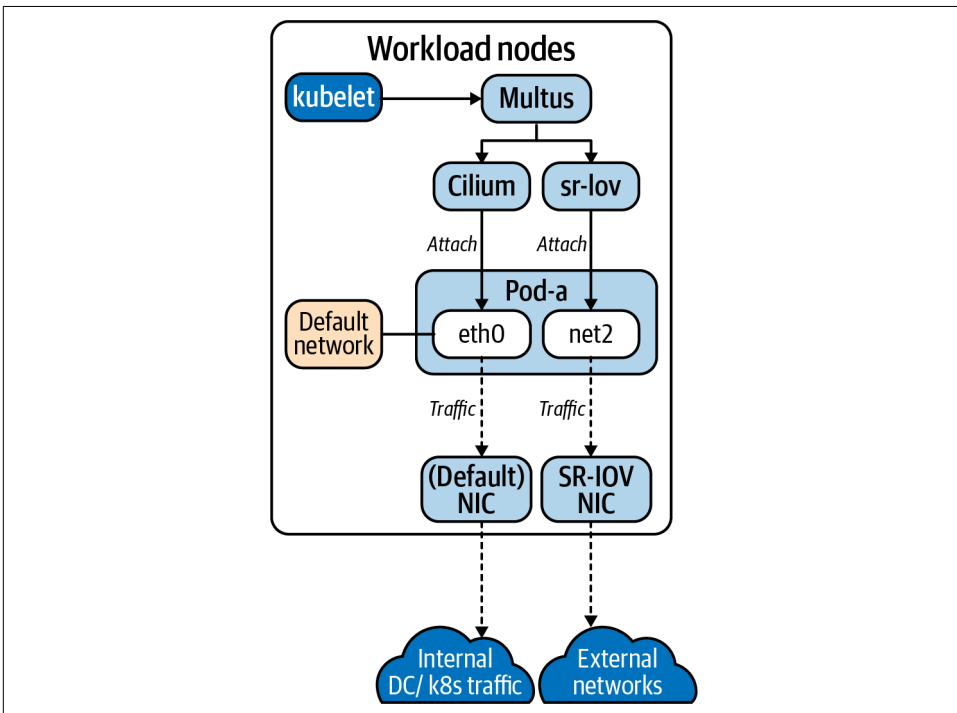 Workload nodes
kubelet
Multus
Cilium
sr-Iov
Attach
Attach
Pod-a
Default
network
eth0
net2
Traffic
Traffic
(Default)
NIC
SR-IOV
NIC
Internal
DC/ k8s traffic
External
networks